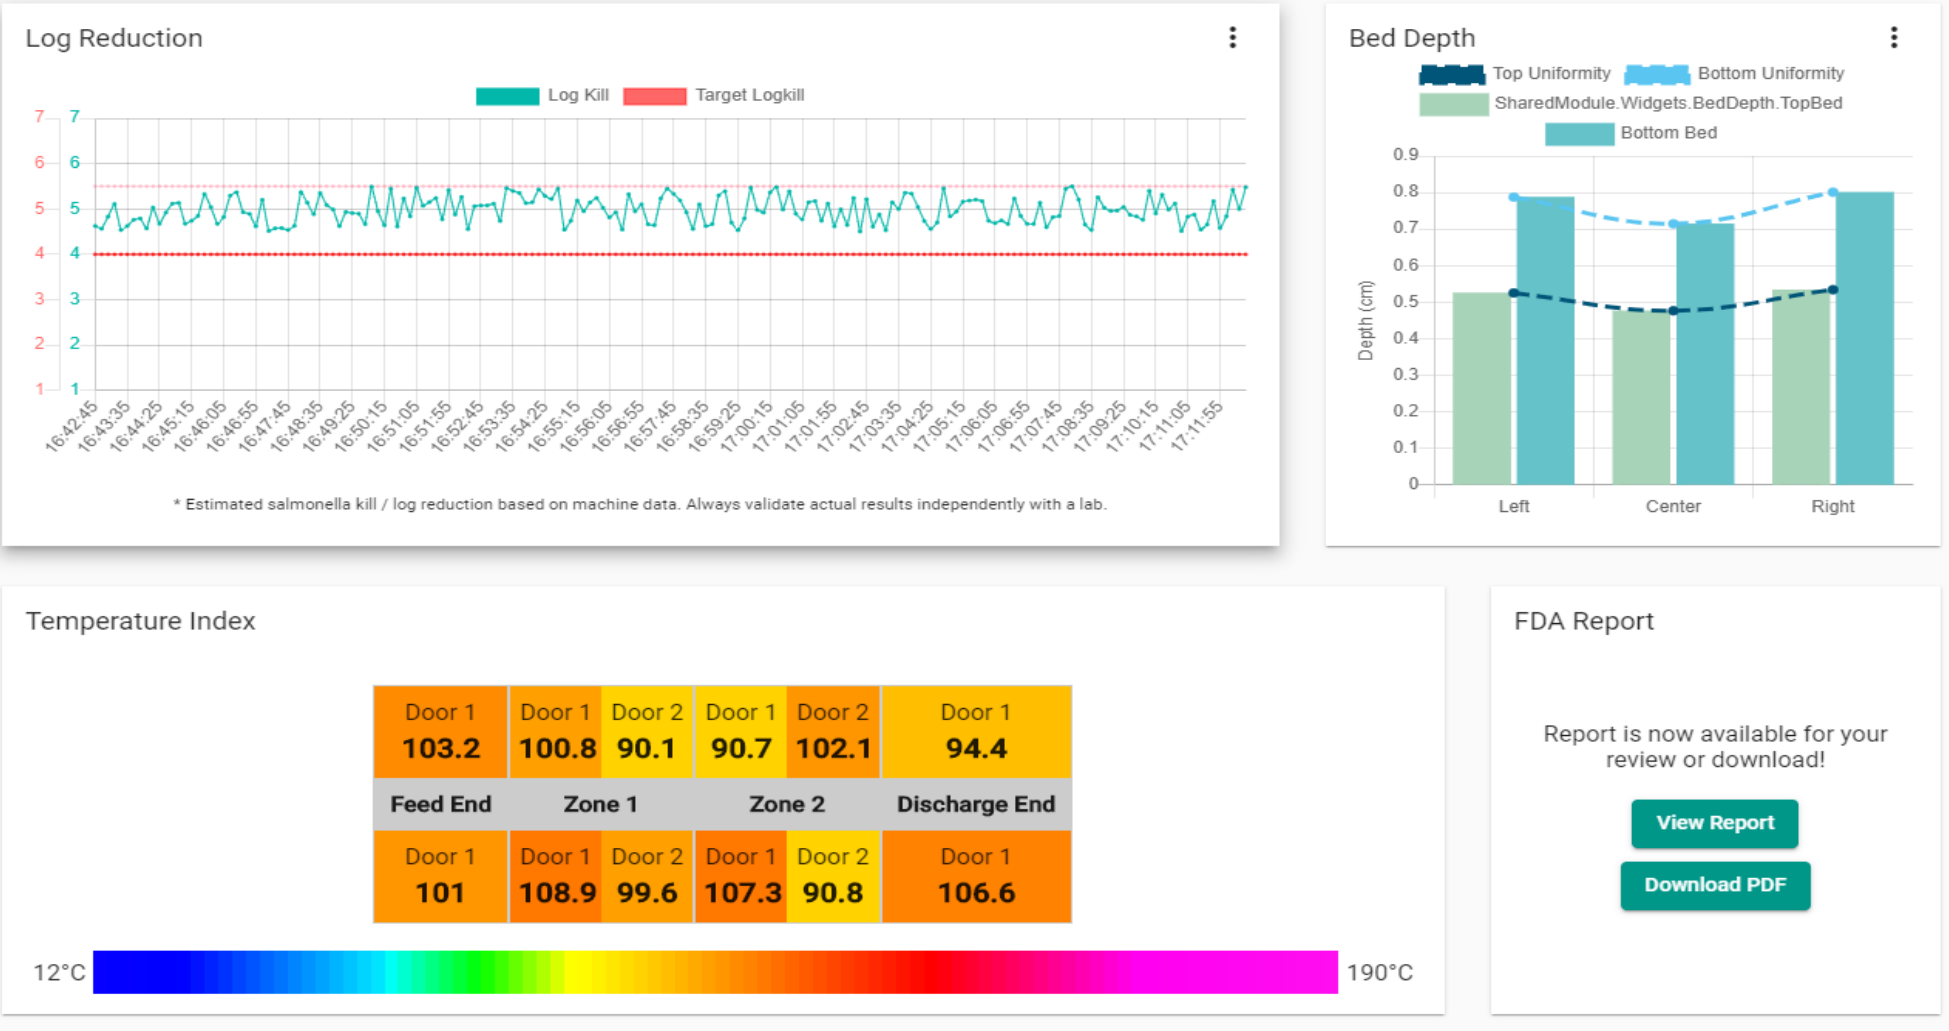 Log Reduction
Log Kill
Target Logkill
7 7
6 6
5 5
4 4
3 3
2 2
1 1
16:42:45 16:43:35 16:44:25 16:45:15 16:46:05 16:46:55 16:47:45 16:48:35 16:49:25 16:50:15 16:51:05 16:51:55 16:52:45 16:53:35 16:54:25 16:55:15 16:56:05 16:56:55 16:57:45 16:58:35 16:59:25 17:00:15 17:01:05 17:01:55 17:02:45 17:03:35 17:04:25 17:05:15 17:06:05 17:06:55 17:07:45 17:08:35 17:09:25 17:10:15 17:11:05 17:11:55
* Estimated salmonella kill / log reduction based on machine data. Always validate actual results independently with a lab.
Bed Depth
Top Uniformity Bottom Uniformity
SharedModule.Widgets.BedDepth.TopBed
Bottom Bed
Depth (cm)
0.9
0.8
0.7
0.6
0.5
0.4
0.3
0.2
0.1
0
Left Center Right
Temperature Index
Door 1 Door 1 Door 2 Door 1 Door 2 Door 1
103.2 100.8 90.1 90.7 102.1 94.4
Feed End Zone 1 Zone 2 Discharge End
Door 1 Door 1 Door 2 Door 1 Door 2 Door 1
101 108.9 99.6 107.3 90.8 106.6
12°C 190°C
FDA Report
Report is now available for your
review or download!
View Report
Download PDF